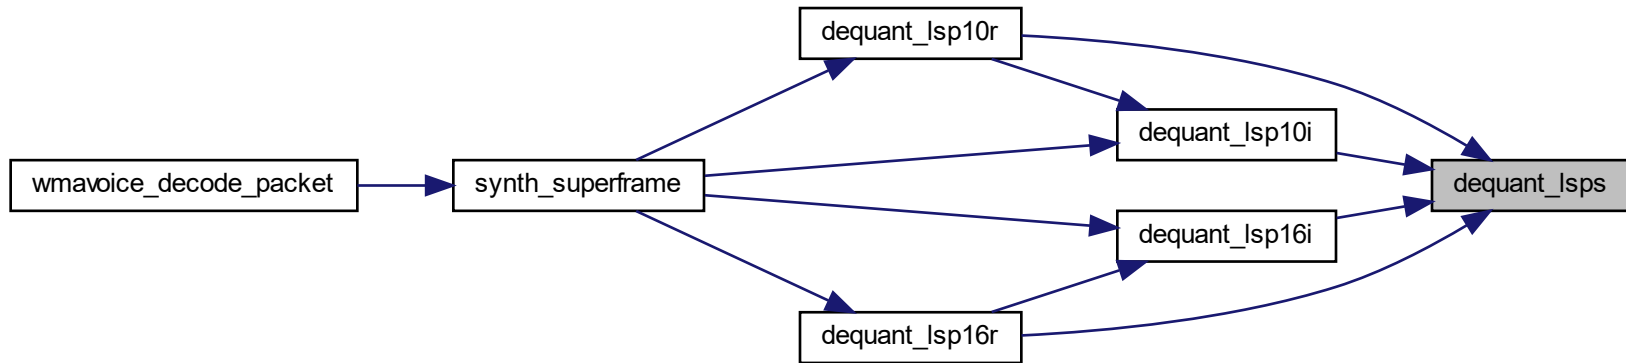 dequant_lsp10r
dequant_lsp10i
wmavoice_decode_packet
synth_superframe
dequant_lsps
dequant_lsp16i
dequant_lsp16r